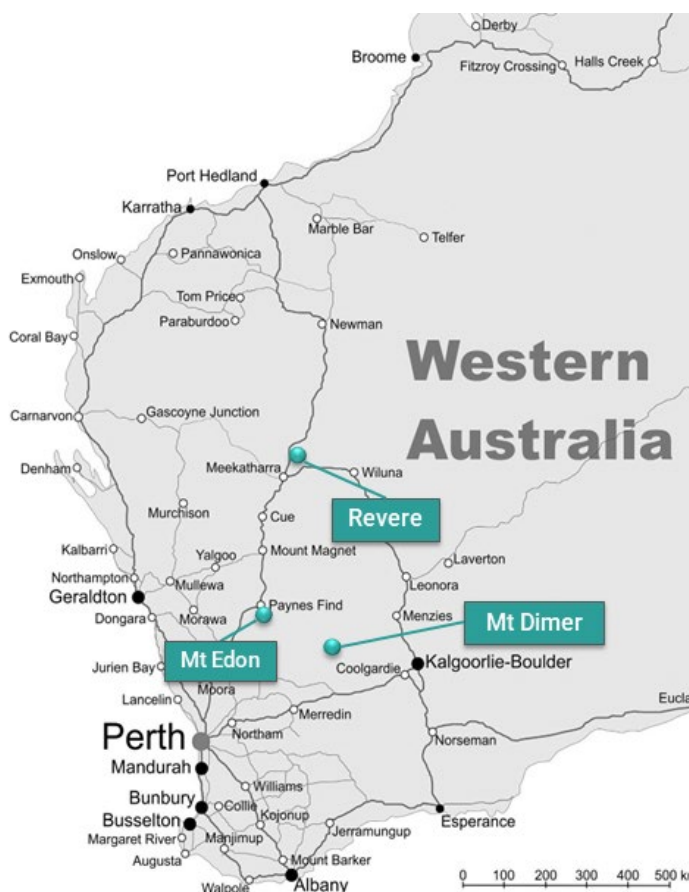 Derby
Broome
Fitzroy Crossing
Halls Creek
Port Hedland
Karratha
Marble Bar
Telfer
Onslow
Pannawonica
Exmouth
Tom Price
Paraburdoo
Newman
Coral Bay
Western
Australia
Carnarvon
Gascoyne Junction
Denham
Meekatharra
Wiluna
Revere
Murchison
Cue
Kalbarri
Yalgoo
Mount Magnet
Laverton
Northampton
Mullewa
Leonora
Geraldton
Morawa
Paynes Find
Menzies
Dongara
Mt Dimer
Mt Edon
Jurien Bay
Coolgardie
Kalgoorlie-Boulder
Moora
Lancelin
Merredin
Eucla
Perth
Northam
Norseman
Mandurah
Williams
Bunbury
Collie
Busselton
Kojonup
Esperance
Margaret River
Manjimup
Jerramungup
Augusta
Mount Barker
Walpole
Albany
0 100 200 300 400 500 km